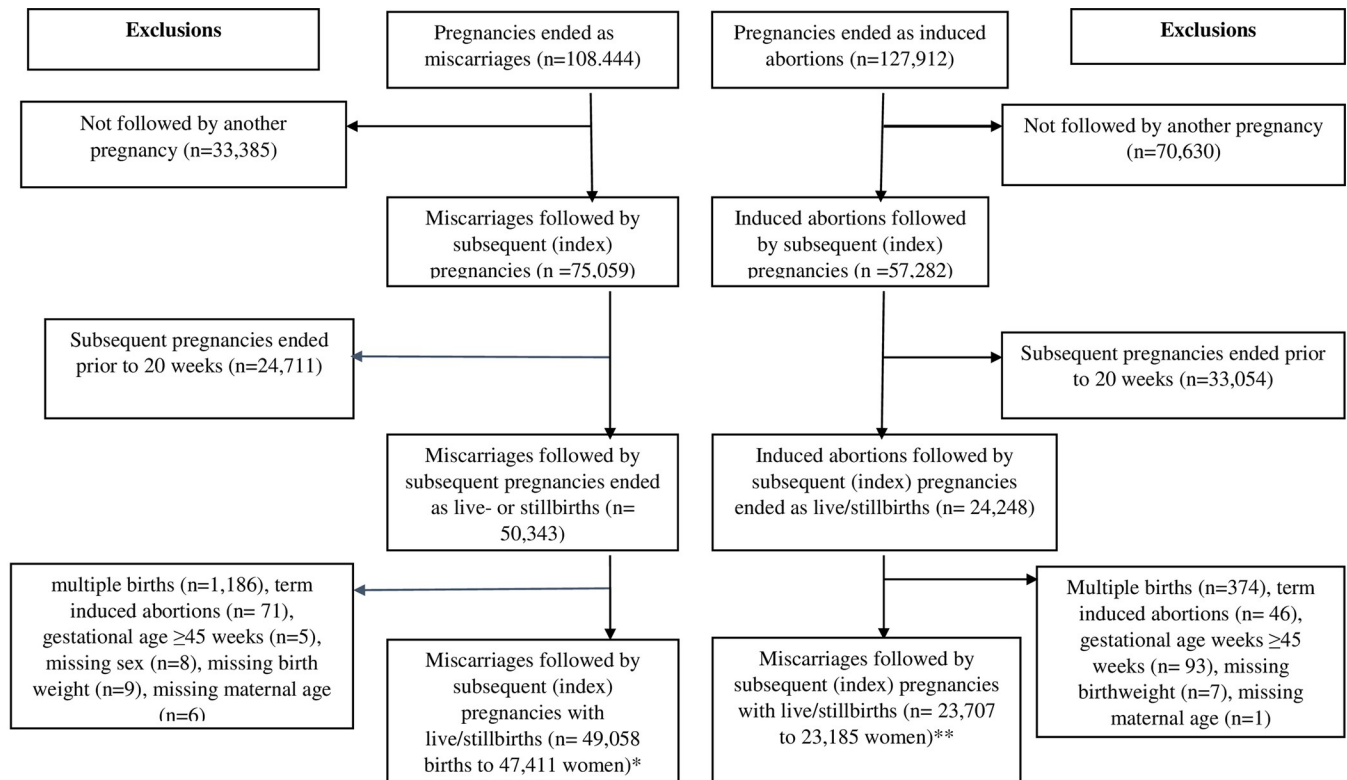 Exclusions
Pregnancies ended as
miscarriages (n=108.444)
Pregnancies ended as induced
abortions (n=127,912)
Exclusions
Not followed by another
pregnancy (n=33,385)
Not followed by another pregnancy
(n=70,630)
Miscarriages followed by
subsequent (index)
pregnancies (n =75,059)
Induced abortions followed
by subsequent (index)
pregnancies (n =57,282)
Subsequent pregnancies ended
prior to 20 weeks (n=24,711)
Subsequent pregnancies ended prior
to 20 weeks (n=33,054)
Miscarriages followed by
subsequent pregnancies ended
as live- or stillbirths (n=
50,343)
Induced abortions followed by
subsequent (index) pregnancies
ended as live/stillbirths (n= 24,248)
multiple births (n=1,186), term
induced abortions (n= 71),
gestational age ≥45 weeks (n=5),
missing sex (n=8), missing birth
weight (n=9), missing maternal age
(n=6)
Miscarriages followed by
subsequent (index)
pregnancies with
live/stillbirths (n= 49,058
births to 47,411 women)*
Miscarriages followed by
subsequent (index) pregnancies
with live/stillbirths (n= 23,707
to 23,185 women)**
Multiple births (n=374), term
induced abortions (n= 46),
gestational age weeks ≥45
weeks (n= 93), missing
birthweight (n=7), missing
maternal age (n=1)